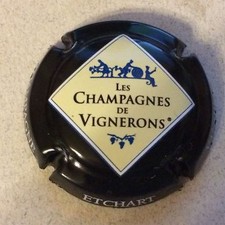 LES
CHAMPAGNES
DE
VIGNERONS
ETCHART